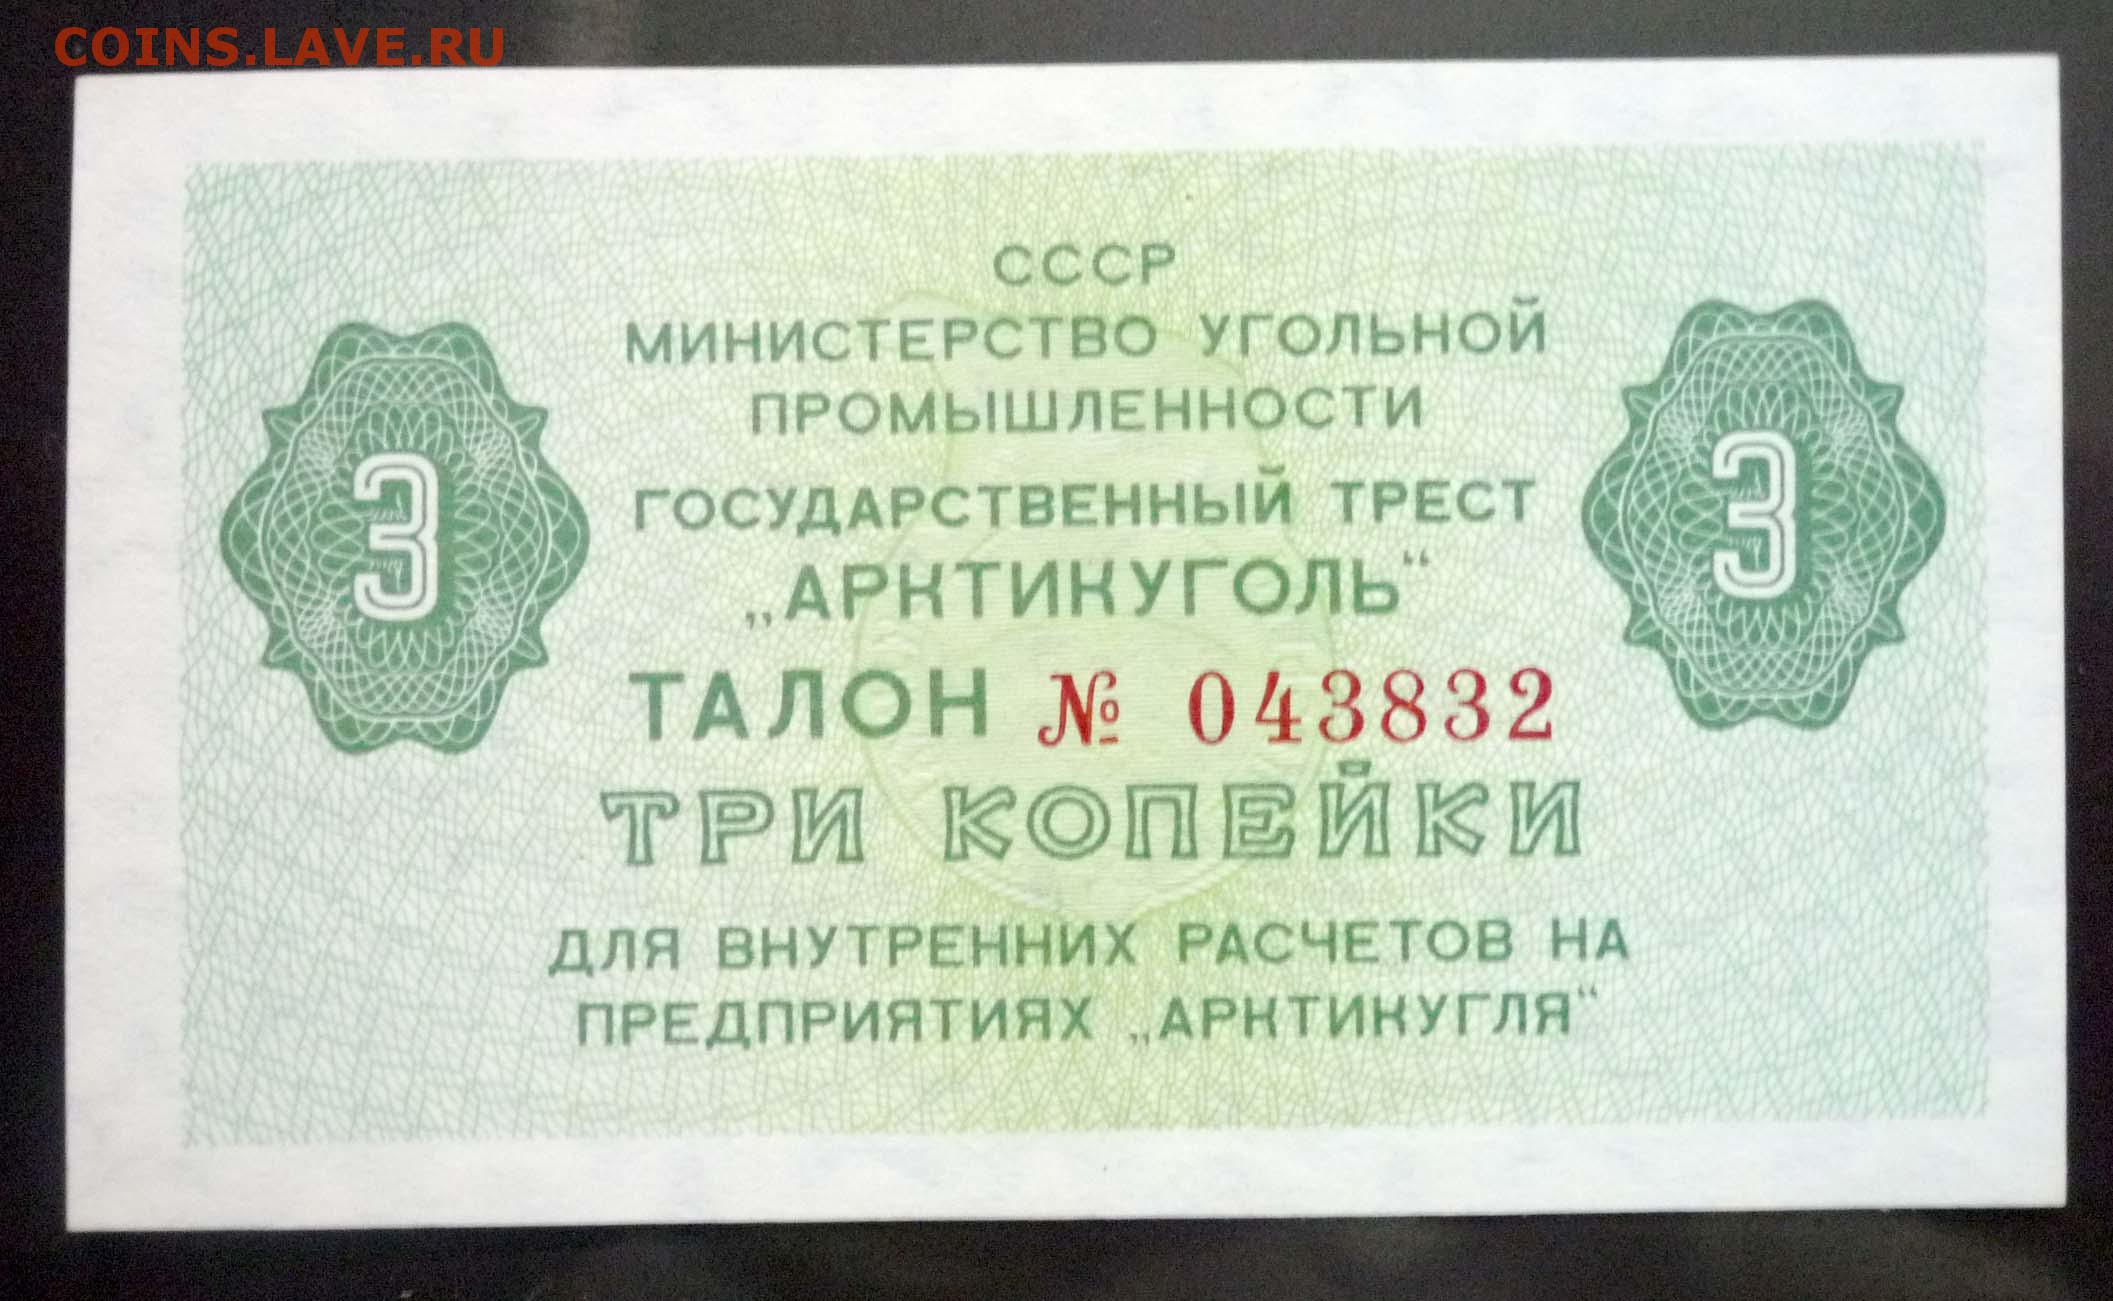 COINS.LAVE.RU
СССР
МИНИСТЕРСТВО УГОЛЬНОЙ
ПРОМЫШЛЕННОСТИ
ГОСУДАРСТВЕННЫЙ ТРЕСТ
„АРКТИКУГОЛЬ“
3 3
ТАЛОН № 043832
ТРИ КОПЕЙКИ
ДЛЯ ВНУТРЕННИХ РАСЧЕТОВ НА
ПРЕДПРИЯТИЯХ „АРКТИКУГЛЯ“